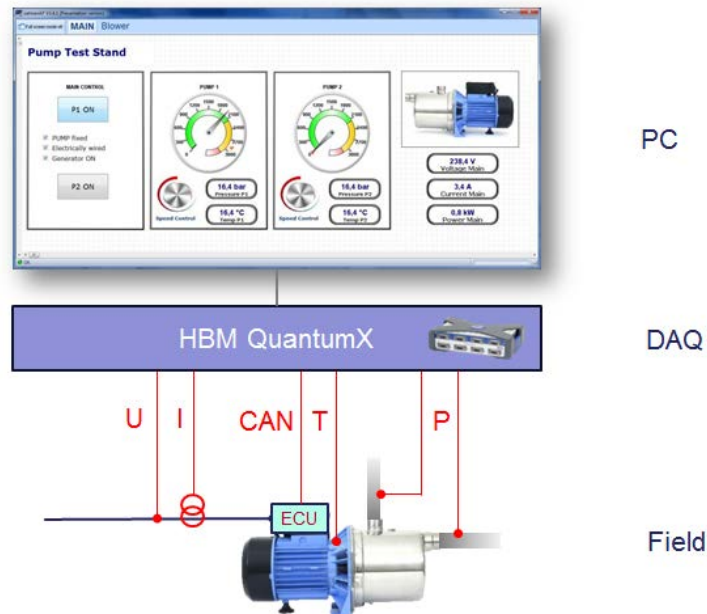 MAIN Blower
Pump Test Stand
MAIN CONTROL
P1 ON
PUMP fixed
Electrically wired
Generator ON
P2 ON
PUMP 1
16,4 bar
Pressure P1
16,4 °C
Temp P1
Speed Control
PUMP 2
16,4 bar
Pressure P2
16,4 °C
Temp P2
Speed Control
238,4 V
Voltage Main
3,4 A
Current Main
0,8 kW
Power Main
PC
HBM QuantumX
DAQ
U I CAN T P
ECU
Field